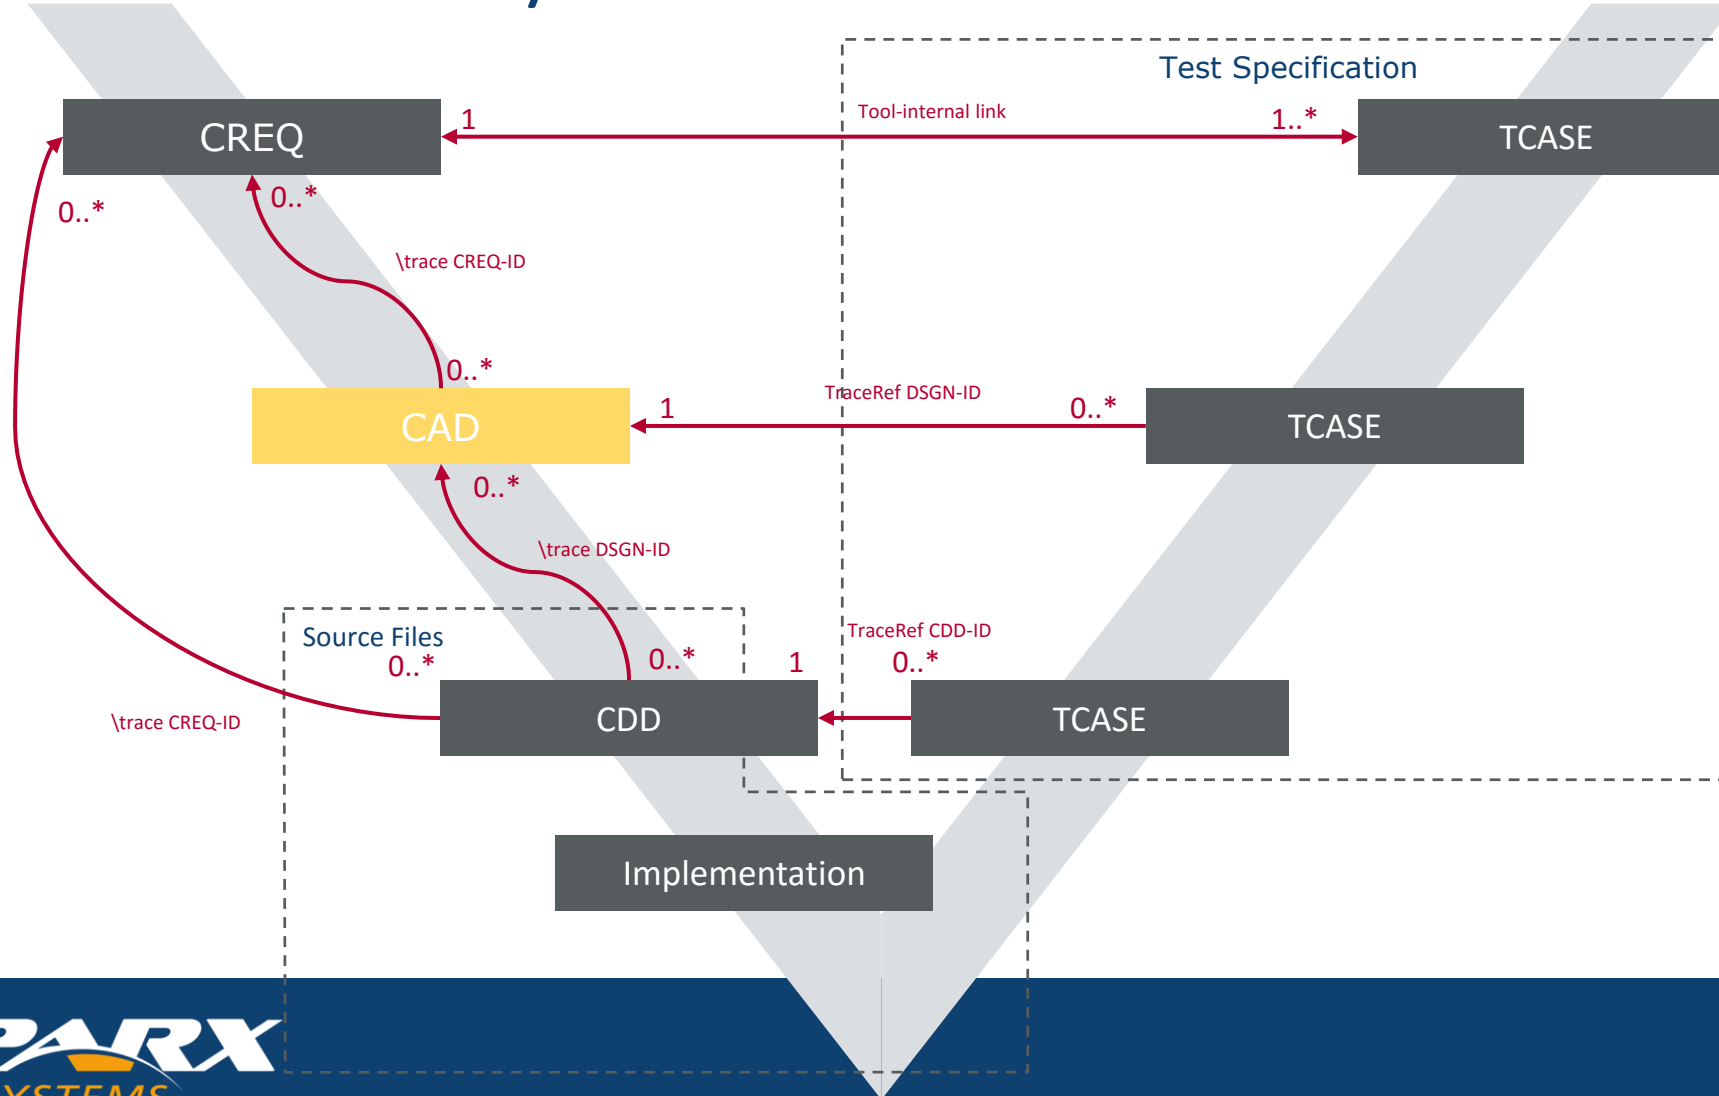 Test Specification
Tool-internal link
1
1..*
CREQ
TCASE
0..*
0..*
\trace CREQ-ID
0..*
TraceRef DSGN-ID
1
0..*
CAD
TCASE
0..*
\trace DSGN-ID
Source Files
TraceRef CDD-ID
0..*
0..*
1
0..*
\trace CREQ-ID
CDD
TCASE
Implementation
PARX
YSTEMS